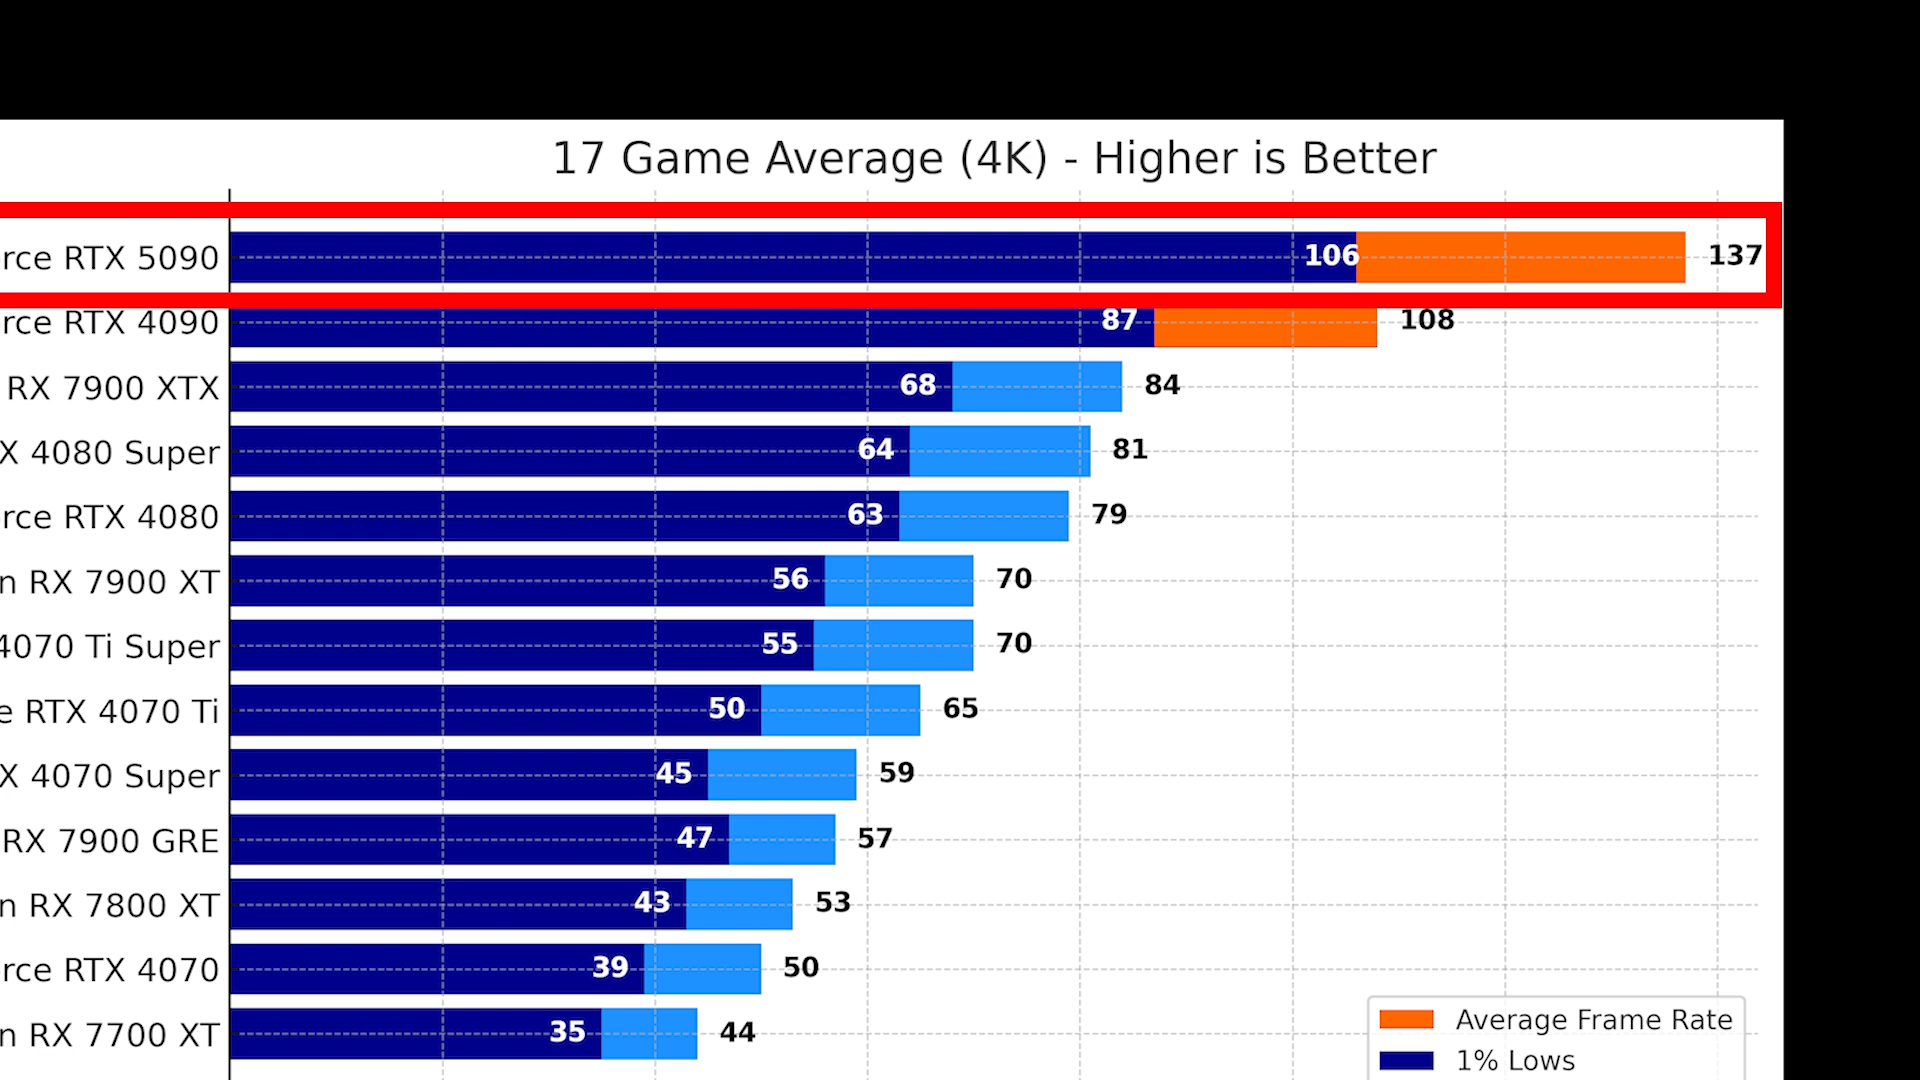 17 Game Average (4K) - Higher is Better
rce RTX 5090 106 137
rce RTX 4090 87 108
RX 7900 XTX 68 84
X 4080 Super 64 81
rce RTX 4080 63 79
n RX 7900 XT 56 70
4070 Ti Super 55 70
e RTX 4070 Ti 50 65
X 4070 Super 45 59
RX 7900 GRE 47 57
n RX 7800 XT 43 53
rce RTX 4070 39 50
n RX 7700 XT 35 44
Average Frame Rate
1% Lows